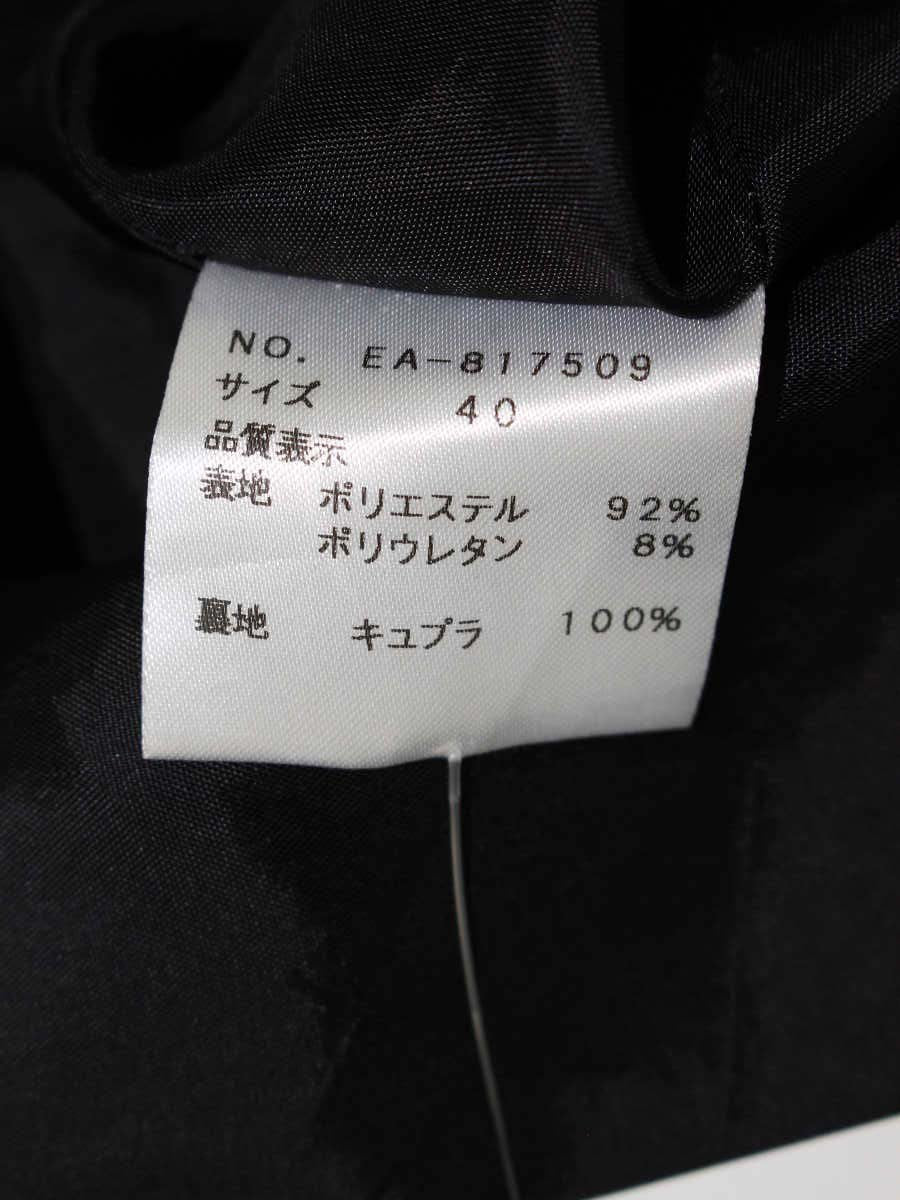 NO. EA-817509
サイズ 40
品質表示
表地 ポリエステル 92%
ポリウレタン 8%
裏地 キュプラ 100%